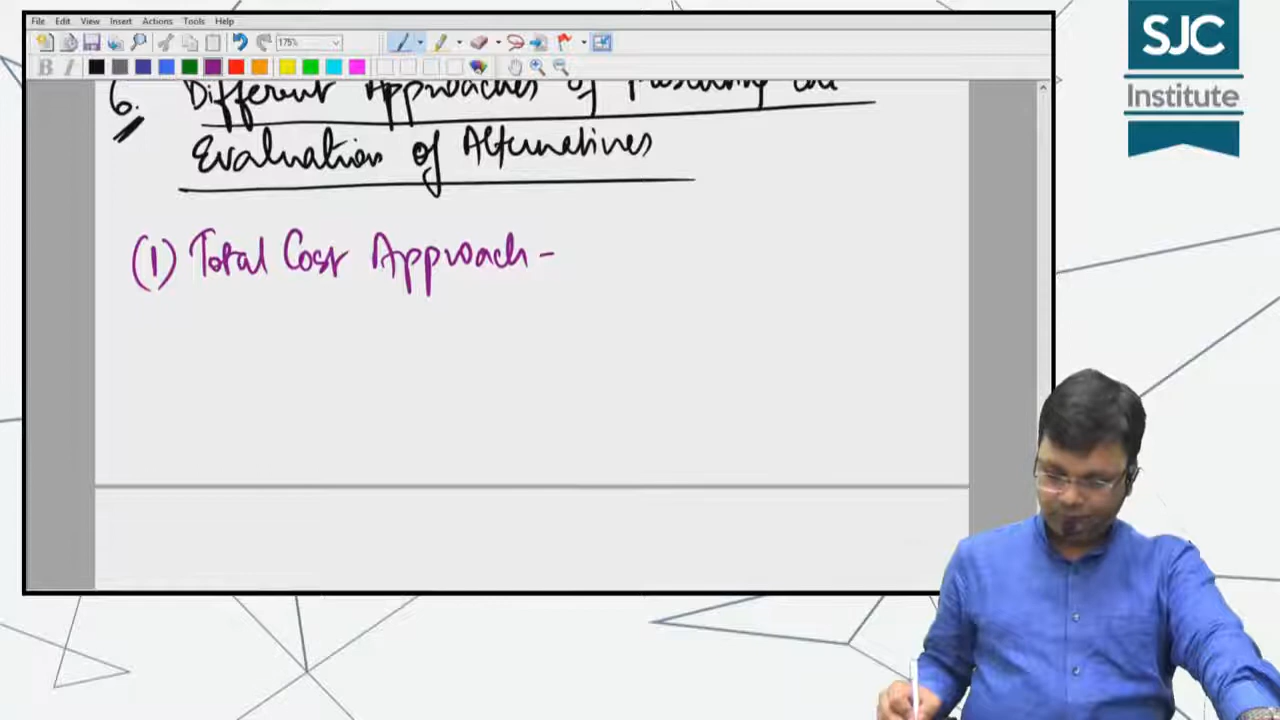 SJC
Institute
File Edit View Insert Actions Tools Help
175%
B I
6. Different Approaches of
Evaluation of Alternatives
(1) Total Cost Approach -